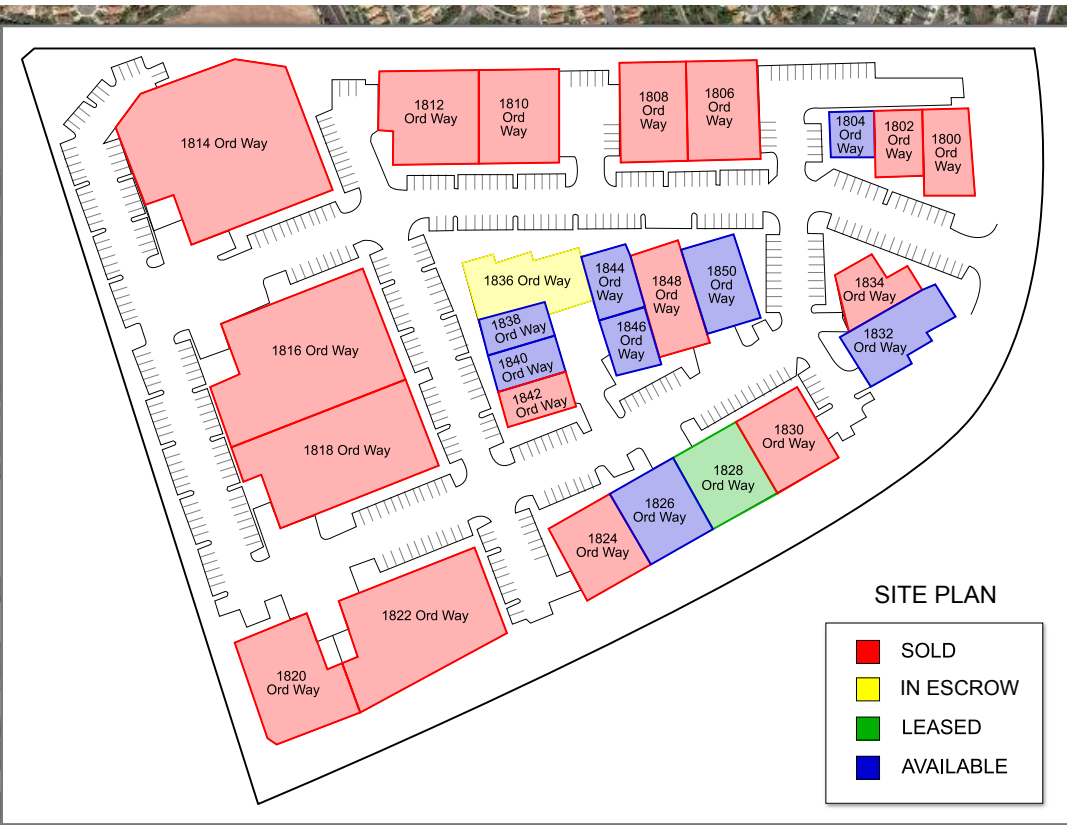 1814 Ord Way
1812
Ord Way
1810
Ord
Way
1808
Ord
Way
1806
Ord
Way
1804
Ord
Way
1802
Ord
Way
1800
Ord
Way
1836 Ord Way
1844
Ord
Way
1848
Ord
Way
1850
Ord
Way
1834
Ord Way
1838
Ord Way
1846
Ord
Way
1832
Ord Way
1816 Ord Way
1840
Ord Way
1842
Ord Way
1818 Ord Way
1830
Ord Way
1828
Ord Way
1826
Ord Way
1824
Ord Way
1822 Ord Way
1820
Ord Way
SITE PLAN
SOLD
IN ESCROW
LEASED
AVAILABLE